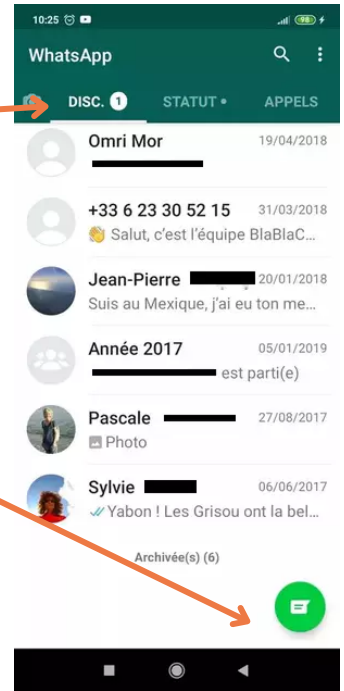 10:25
98
WhatsApp
DISC. 1 STATUT • APPELS
Omri Mor 19/04/2018
+33 6 23 30 52 15 31/03/2018
👋 Salut, c'est l'équipe BlaBlaC...
Jean-Pierre 20/01/2018
Suis au Mexique, j'ai eu ton me...
Année 2017 05/01/2019
est parti(e)
Pascale 27/08/2017
Photo
Sylvie 06/06/2017
Yabon ! Les Grisou ont la bel...
Archivée(s) (6)